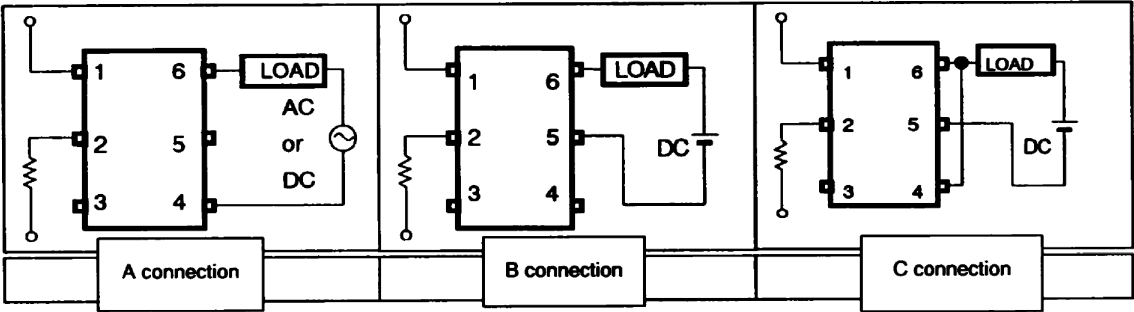 1 6 LOAD
AC
2 5 or
DC
3 4
A connection
1 6 LOAD
2 5 DC
3 4
B connection
1 6 LOAD
2 5 DC
3 4
C connection